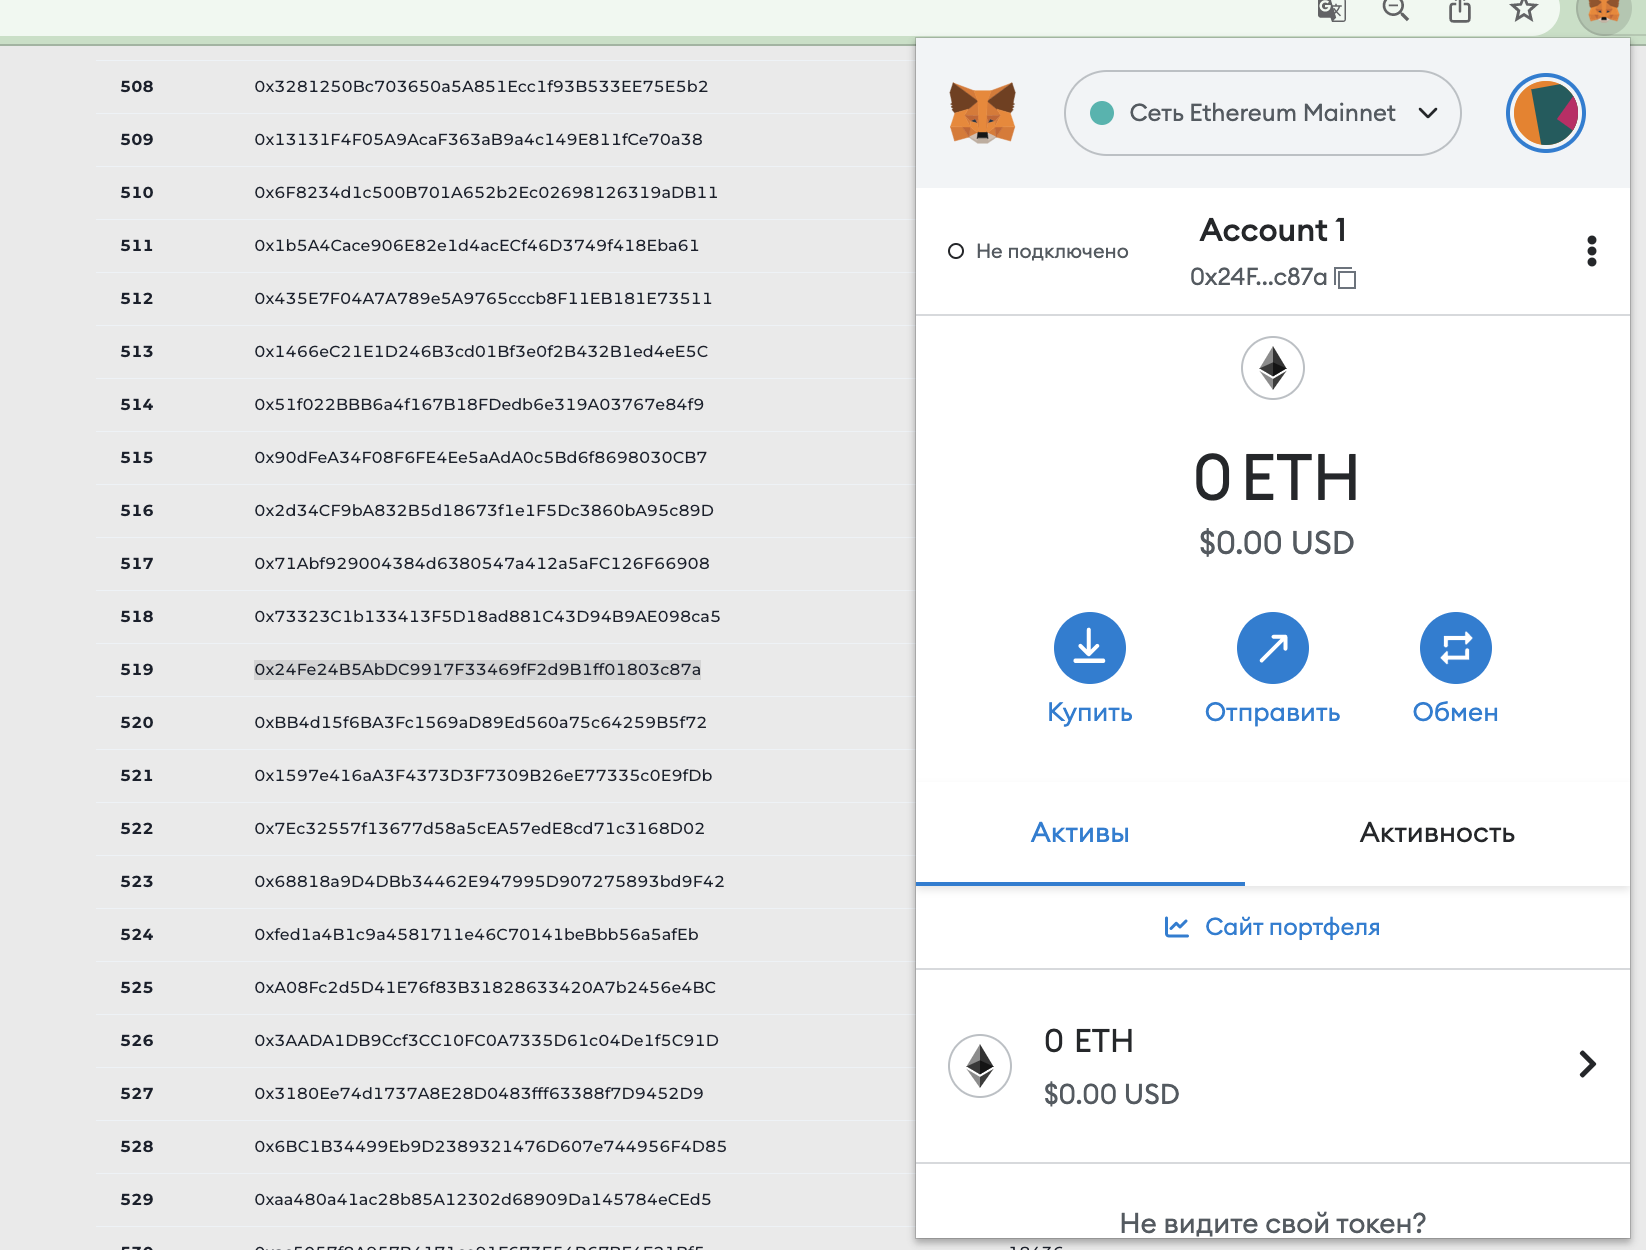 508 0x3281250Bc703650a5A851Ecc1f93B533EE75E5b2
509 0x13131F4F05A9AcaF363aB9a4c149E811fCe70a38
510 0x6F8234d1c500B701A652b2Ec02698126319aDB11
511 0x1b5A4Cace906E82e1d4acECf46D3749f418Eba61
512 0x435E7F04A7A789e5A9765cccb8F11EB181E73511
513 0x1466eC21E1D246B3cd01Bf3e0f2B432B1ed4eE5C
514 0x51f022BBB6a4f167B18FDedb6e319A03767e84f9
515 0x90dFeA34F08F6FE4Ee5aAdA0c5Bd6f8698030CB7
516 0x2d34CF9bA832B5d18673f1e1F5Dc3860bA95c89D
517 0x71Abf929004384d6380547a412a5aFC126F66908
518 0x73323C1b133413F5D18ad881C43D94B9AE098ca5
519 0x24Fe24B5AbDC9917F33469fF2d9B1ff01803c87a
520 0xBB4d15f6BA3Fc1569aD89Ed560a75c64259B5f72
521 0x1597e416aA3F4373D3F7309B26eE77335c0E9fDb
522 0x7Ec32557f13677d58a5cEA57edE8cd71c3168D02
523 0x68818a9D4DBb34462E947995D907275893bd9F42
524 0xfed1a4B1c9a4581711e46C70141beBbb56a5afEb
525 0xA08Fc2d5D41E76f83B31828633420A7b2456e4BC
526 0x3AADA1DB9Ccf3CC10FC0A7335D61c04De1f5C91D
527 0x3180Ee74d1737A8E28D0483fff63388f7D9452D9
528 0x6BC1B34499Eb9D2389321476D607e744956F4D85
529 0xaa480a41ac28b85A12302d68909Da145784eCEd5
Сеть Ethereum Mainnet
Account 1
Не подключено
0x24F...c87a
0 ETH
$0.00 USD
Купить Отправить Обмен
Активы Активность
Сайт портфеля
0 ETH
$0.00 USD
Не видите свой токен?